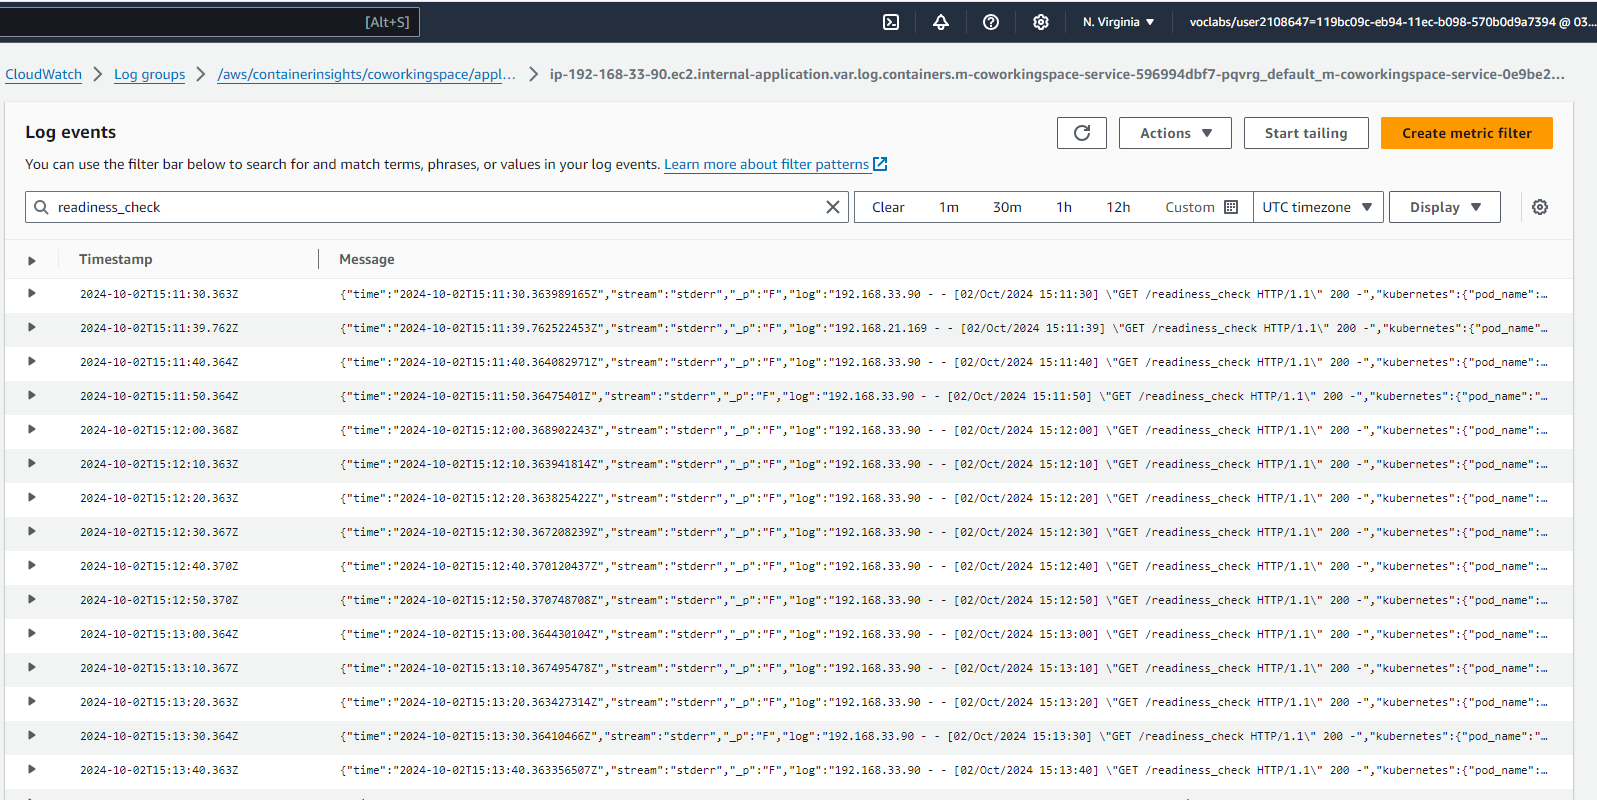 [Alt+S] N. Virginia ▼ voclabs/user2108647=119bc09c-eb94-11ec-b098-570b0d9a7394 @ 03...
CloudWatch > Log groups > /aws/containerinsights/coworkingspace/appl... > ip-192-168-33-90.ec2.internal-application.var.log.containers.m-coworkingspace-service-596994dbf7-pqvrg_default_m-coworkingspace-service-0e9be2...
Log events
Actions ▼ Start tailing Create metric filter
You can use the filter bar below to search for and match terms, phrases, or values in your log events. Learn more about filter patterns
readiness_check Clear 1m 30m 1h 12h Custom UTC timezone ▼ Display ▼
Timestamp Message
2024-10-02T15:11:30.363Z {"time":"2024-10-02T15:11:30.363989165Z","stream":"stderr","_p":"F","log":"192.168.33.90 - - [02/Oct/2024 15:11:30] \"GET /readiness_check HTTP/1.1\" 200 -","kubernetes":{"pod_name":...
2024-10-02T15:11:39.762Z {"time":"2024-10-02T15:11:39.762522453Z","stream":"stderr","_p":"F","log":"192.168.21.169 - - [02/Oct/2024 15:11:39] \"GET /readiness_check HTTP/1.1\" 200 -","kubernetes":{"pod_name"...
2024-10-02T15:11:40.364Z {"time":"2024-10-02T15:11:40.364082971Z","stream":"stderr","_p":"F","log":"192.168.33.90 - - [02/Oct/2024 15:11:40] \"GET /readiness_check HTTP/1.1\" 200 -","kubernetes":{"pod_name":...
2024-10-02T15:11:50.364Z {"time":"2024-10-02T15:11:50.36475401Z","stream":"stderr","_p":"F","log":"192.168.33.90 - - [02/Oct/2024 15:11:50] \"GET /readiness_check HTTP/1.1\" 200 -","kubernetes":{"pod_name":"...
2024-10-02T15:12:00.368Z {"time":"2024-10-02T15:12:00.368902243Z","stream":"stderr","_p":"F","log":"192.168.33.90 - - [02/Oct/2024 15:12:00] \"GET /readiness_check HTTP/1.1\" 200 -","kubernetes":{"pod_name":...
2024-10-02T15:12:10.363Z {"time":"2024-10-02T15:12:10.363941814Z","stream":"stderr","_p":"F","log":"192.168.33.90 - - [02/Oct/2024 15:12:10] \"GET /readiness_check HTTP/1.1\" 200 -","kubernetes":{"pod_name":...
2024-10-02T15:12:20.363Z {"time":"2024-10-02T15:12:20.363825422Z","stream":"stderr","_p":"F","log":"192.168.33.90 - - [02/Oct/2024 15:12:20] \"GET /readiness_check HTTP/1.1\" 200 -","kubernetes":{"pod_name":...
2024-10-02T15:12:30.367Z {"time":"2024-10-02T15:12:30.367208239Z","stream":"stderr","_p":"F","log":"192.168.33.90 - - [02/Oct/2024 15:12:30] \"GET /readiness_check HTTP/1.1\" 200 -","kubernetes":{"pod_name":...
2024-10-02T15:12:40.370Z {"time":"2024-10-02T15:12:40.370120437Z","stream":"stderr","_p":"F","log":"192.168.33.90 - - [02/Oct/2024 15:12:40] \"GET /readiness_check HTTP/1.1\" 200 -","kubernetes":{"pod_name":...
2024-10-02T15:12:50.370Z {"time":"2024-10-02T15:12:50.370748708Z","stream":"stderr","_p":"F","log":"192.168.33.90 - - [02/Oct/2024 15:12:50] \"GET /readiness_check HTTP/1.1\" 200 -","kubernetes":{"pod_name":...
2024-10-02T15:13:00.364Z {"time":"2024-10-02T15:13:00.364430104Z","stream":"stderr","_p":"F","log":"192.168.33.90 - - [02/Oct/2024 15:13:00] \"GET /readiness_check HTTP/1.1\" 200 -","kubernetes":{"pod_name":...
2024-10-02T15:13:10.367Z {"time":"2024-10-02T15:13:10.367495478Z","stream":"stderr","_p":"F","log":"192.168.33.90 - - [02/Oct/2024 15:13:10] \"GET /readiness_check HTTP/1.1\" 200 -","kubernetes":{"pod_name":...
2024-10-02T15:13:20.363Z {"time":"2024-10-02T15:13:20.363427314Z","stream":"stderr","_p":"F","log":"192.168.33.90 - - [02/Oct/2024 15:13:20] \"GET /readiness_check HTTP/1.1\" 200 -","kubernetes":{"pod_name":...
2024-10-02T15:13:30.364Z {"time":"2024-10-02T15:13:30.36410466Z","stream":"stderr","_p":"F","log":"192.168.33.90 - - [02/Oct/2024 15:13:30] \"GET /readiness_check HTTP/1.1\" 200 -","kubernetes":{"pod_name":"...
2024-10-02T15:13:40.363Z {"time":"2024-10-02T15:13:40.363356507Z","stream":"stderr","_p":"F","log":"192.168.33.90 - - [02/Oct/2024 15:13:40] \"GET /readiness_check HTTP/1.1\" 200 -","kubernetes":{"pod_name":...